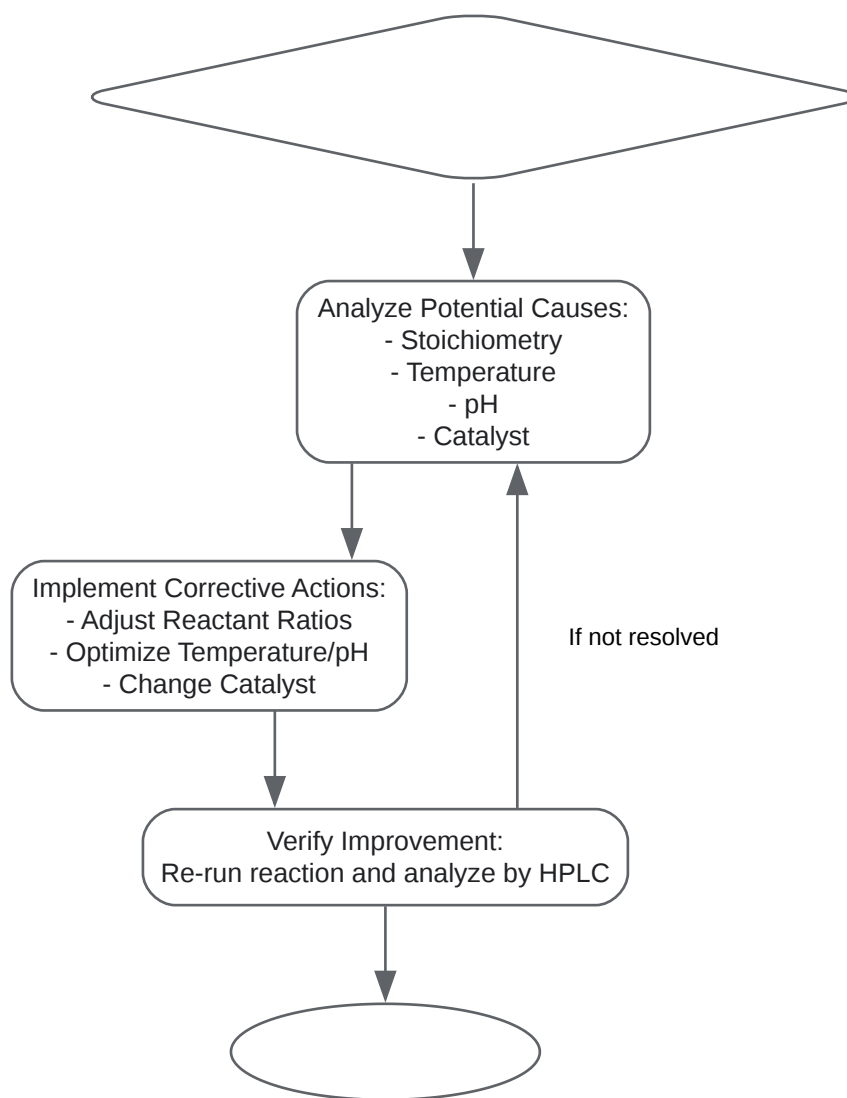 Analyze Potential Causes:
- Stoichiometry
- Temperature
- pH
- Catalyst
Implement Corrective Actions:
- Adjust Reactant Ratios
- Optimize Temperature/pH
- Change Catalyst
If not resolved
Verify Improvement:
Re-run reaction and analyze by HPLC